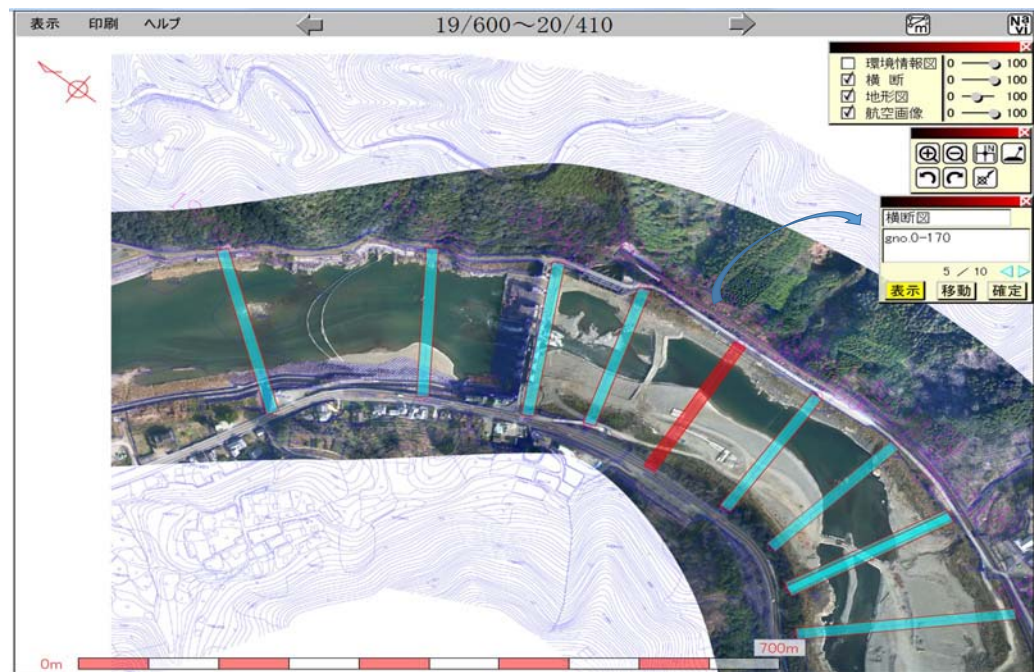 表示 印刷 ヘルプ 19/600～20/410 m Na
vi
環境情報図 0 100
横 断 0 100
地形図 0 100
航空画像 0 100
N
横断図
gno.0-170
5 ／ 10
表示 移動 確定
0m 700m